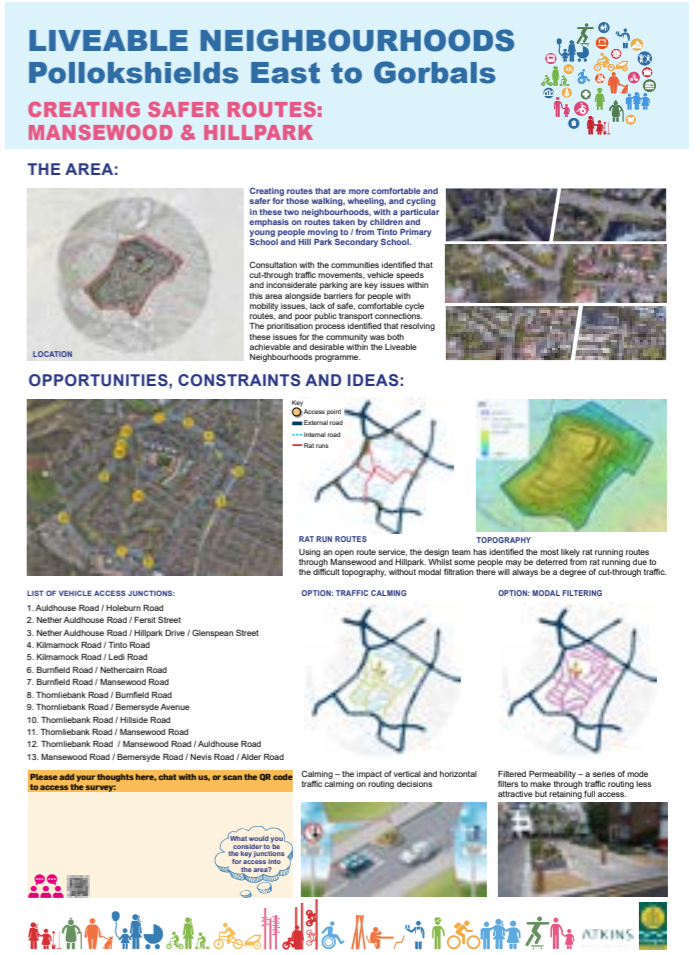 LIVEABLE NEIGHBOURHOODS
Pollokshields East to Gorbals
CREATING SAFER ROUTES:
MANSEWOOD & HILLPARK
THE AREA:
Creating routes that are more comfortable and
safer for those walking, wheeling, and cycling
in these two neighbourhoods, with a particular
emphasis on routes taken by children and
young people moving to / from Tinto Primary
School and Hill Park Secondary School.
Consultation with the communities identified that
cut-through traffic movements, vehicle speeds
and inconsiderate parking are key issues within
this area alongside barriers for people with
mobility issues, lack of safe, comfortable cycle
routes, and poor public transport connections.
The prioritisation process identified that resolving
these issues for the community was both
achievable and desirable within the Liveable
Neighbourhoods programme.
LOCATION
OPPORTUNITIES, CONSTRAINTS AND IDEAS:
Key
Access point
External road
Internal road
Rat runs
RAT RUN ROUTES
TOPOGRAPHY
Using an open route service, the design team has identified the most likely rat running routes
through Mansewood and Hillpark. Whilst some people may be deterred from rat running due to
the difficult topography, without modal filtration there will always be a degree of cut-through traffic.
LIST OF VEHICLE ACCESS JUNCTIONS:
1. Auldhouse Road / Holeburn Road
2. Nether Auldhouse Road / Fersit Street
3. Nether Auldhouse Road / Hillpark Drive / Glenspean Street
4. Kilmarnock Road / Tinto Road
5. Kilmarnock Road / Ledi Road
6. Burnfield Road / Nethercairn Road
7. Burnfield Road / Mansewood Road
8. Thornliebank Road / Burnfield Road
9. Thornliebank Road / Bemersyde Avenue
10. Thornliebank Road / Hillside Road
11. Thornliebank Road / Mansewood Road
12. Thornliebank Road / Mansewood Road / Auldhouse Road
13. Mansewood Road / Bemersyde Road / Nevis Road / Alder Road
OPTION: TRAFFIC CALMING
OPTION: MODAL FILTERING
Calming – the impact of vertical and horizontal
traffic calming on routing decisions
Filtered Permeability – a series of mode
filters to make through traffic routing less
attractive but retaining full access.
Please add your thoughts here, chat with us, or scan the QR code
to access the survey:
What would you
consider to be
the key junctions
for access into
the area?
ATKINS